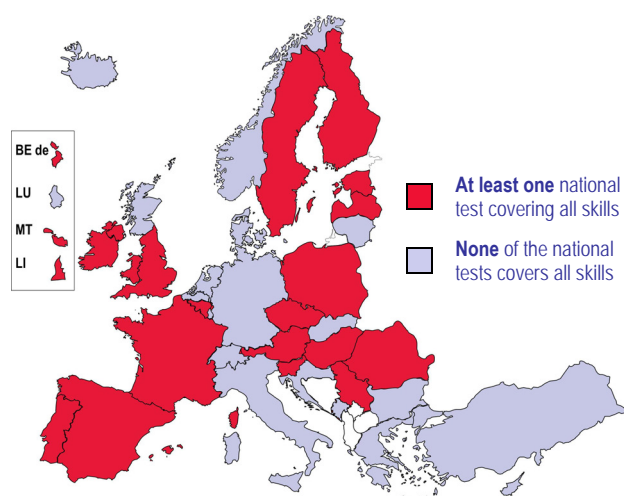 BE de
LU
MT
LI
At least one national
test covering all skills
None of the national
tests covers all skills